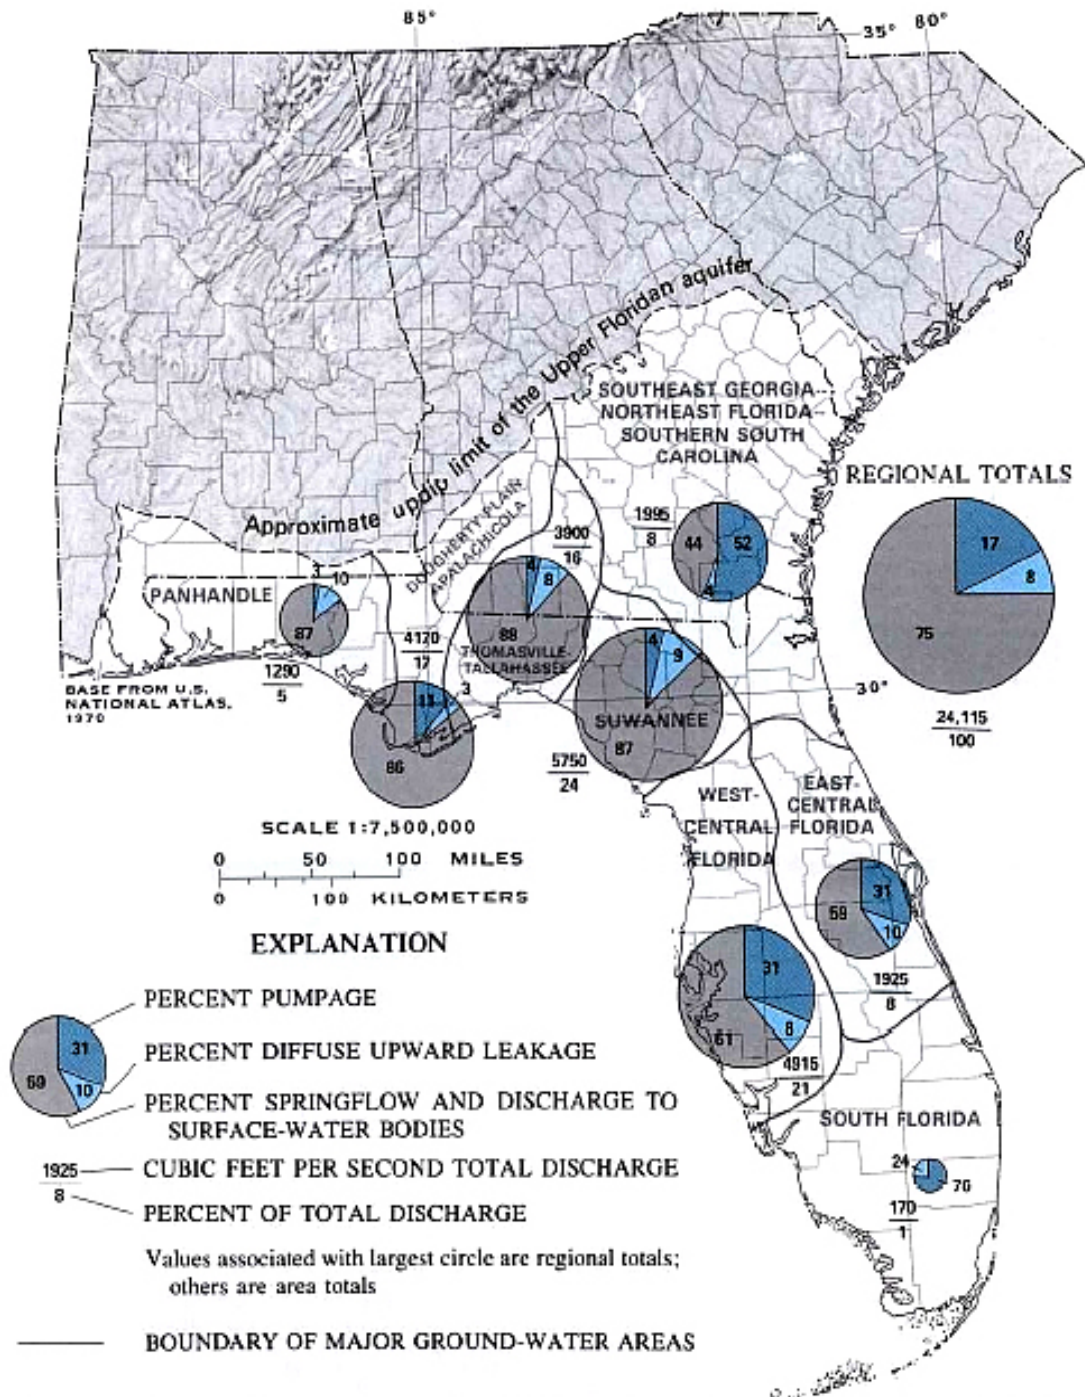 85°
35°
80°
Approximate updip limit of the Upper Floridan aquifer
SOUTHEAST GEORGIA-
NORTHEAST FLORIDA-
SOUTHERN SOUTH
CAROLINA
REGIONAL TOTALS
17
8
75
24,115
100
1995
8
44
52
4
DOUGHERTY PLAIN
APALACHICOLA
3900
16
4
8
88
THOMASVILLE-
TALLAHASSEE
PANHANDLE
3
10
87
1290
5
4120
17
11
3
86
4
9
SUWANNEE
87
5750
24
30°
BASE FROM U.S.
NATIONAL ATLAS,
1970
SCALE 1:7,500,000
0 50 100 MILES
0 100 KILOMETERS
WEST-
CENTRAL
FLORIDA
EAST-
CENTRAL
FLORIDA
31
10
59
1925
8
31
8
61
4915
21
SOUTH FLORIDA
24
76
170
1
EXPLANATION
31
10
59
PERCENT PUMPAGE
PERCENT DIFFUSE UPWARD LEAKAGE
PERCENT SPRINGFLOW AND DISCHARGE TO
SURFACE-WATER BODIES
1925
8
CUBIC FEET PER SECOND TOTAL DISCHARGE
PERCENT OF TOTAL DISCHARGE
Values associated with largest circle are regional totals;
others are area totals
BOUNDARY OF MAJOR GROUND-WATER AREAS